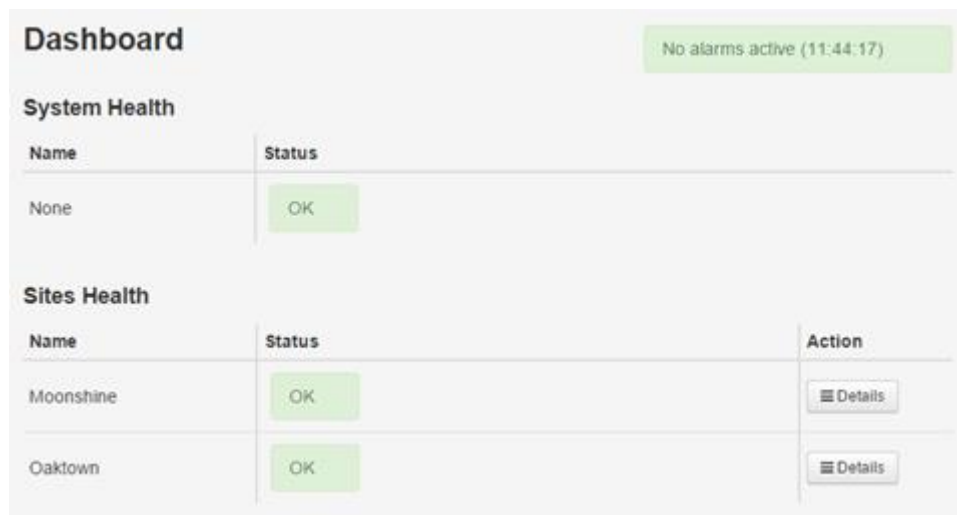 Dashboard
No alarms active (11:44:17)
System Health
Name Status
None OK
Sites Health
Name Status Action
Moonshine OK Details
Oaktown OK Details